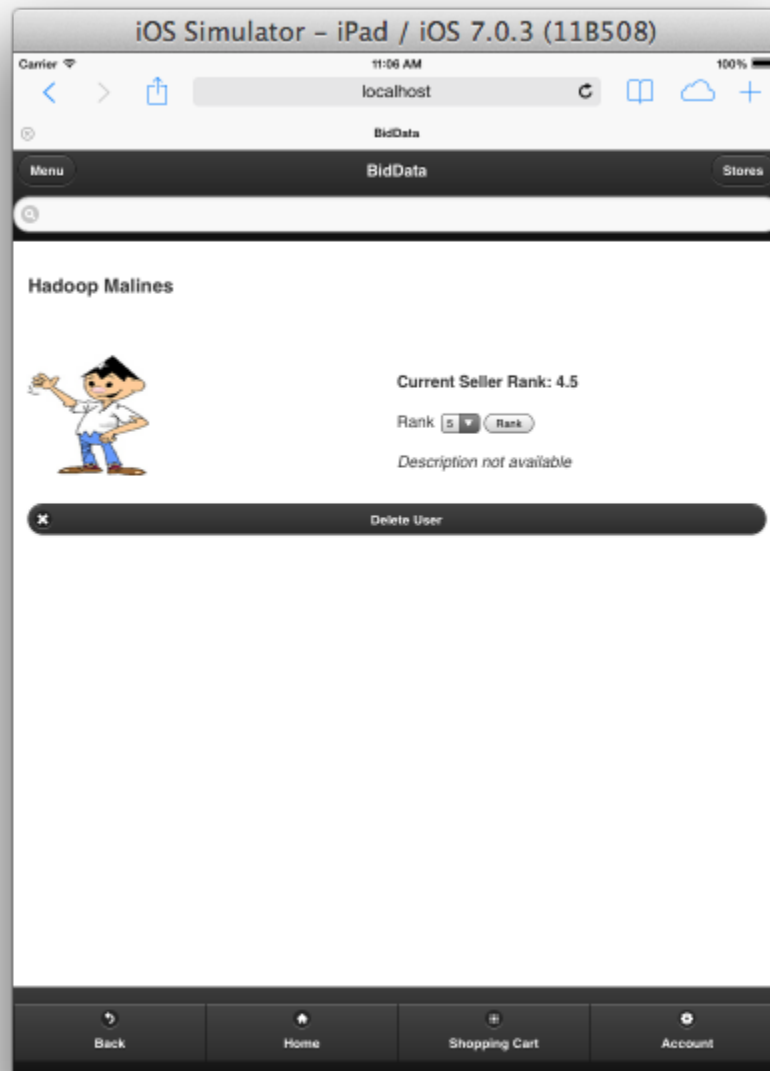 iOS Simulator – iPad / iOS 7.0.3 (11B508)
Carrier 11:06 AM 100%
localhost
BidData
Menu BidData Stores
Hadoop Malines
Current Seller Rank: 4.5
Rank 5 Rank
Description not available
Delete User
Back Home Shopping Cart Account